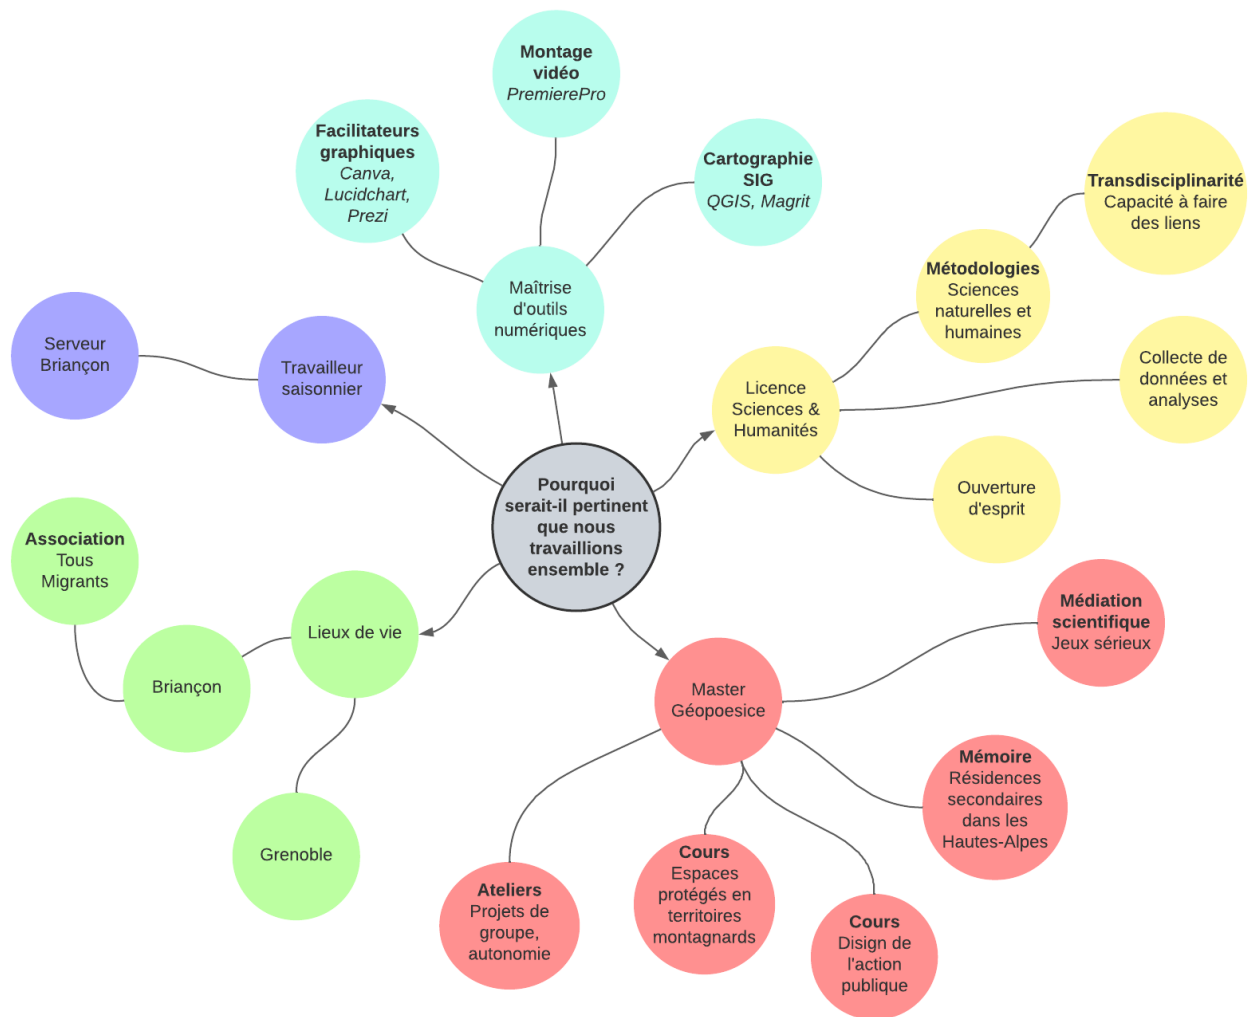 Montage
vidéo
PremierePro
Facilitateurs
graphiques
Canva,
Lucidchart,
Prezi
Cartographie
SIG
QGIS, Magrit
Maîtrise
d'outils
numériques
Transdisciplinarité
Capacité à faire
des liens
Métodologies
Sciences
naturelles et
humaines
Collecte de
données et
analyses
Licence
Sciences &
Humanités
Ouverture
d'esprit
Serveur
Briançon
Travailleur
saisonnier
Pourquoi
serait-il pertinent
que nous
travaillions
ensemble ?
Association
Tous
Migrants
Lieux de vie
Briançon
Grenoble
Master
Géopoesice
Médiation
scientifique
Jeux sérieux
Mémoire
Résidences
secondaires
dans les
Hautes-Alpes
Ateliers
Projets de
groupe,
autonomie
Cours
Espaces
protégés en
territoires
montagnards
Cours
Disign de
l'action
publique